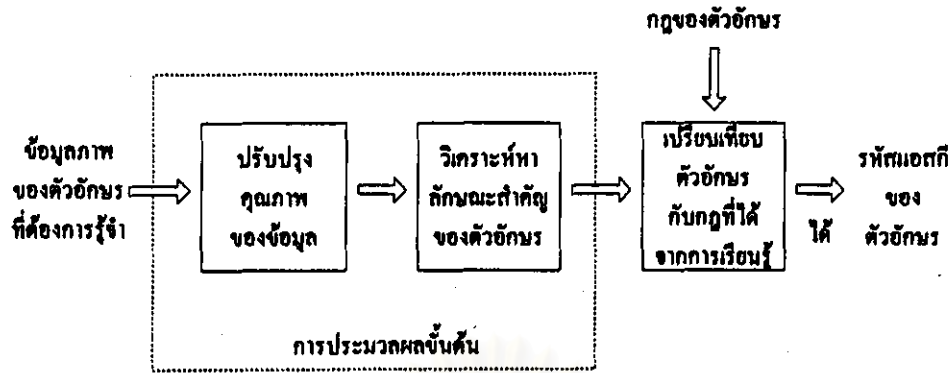 กฎของตัวอักษร
ข้อมูลภาพ
ของตัวอักษร
ที่ต้องการรู้จำ
ปรับปรุง
คุณภาพ
ของข้อมูล
วิเคราะห์หา
ลักษณะสำคัญ
ของตัวอักษร
เปรียบเทียบ
ตัวอักษร
กับกฎที่ได้
จากการเรียนรู้
ได้
รหัสแอสกี
ของ
ตัวอักษร
การประมวลผลขั้นต้น